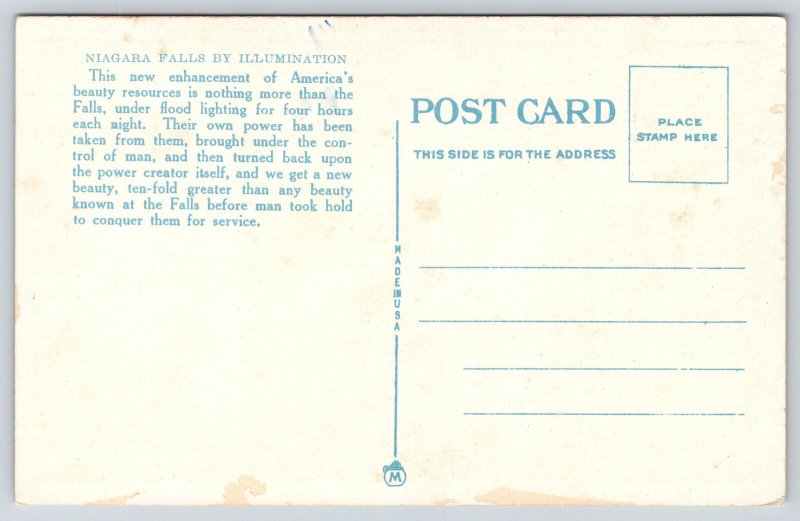 NIAGARA FALLS BY ILLUMINATION
This new enhancement of America's
beauty resources is nothing more than the
Falls, under flood lighting for four hours
each night. Their own power has been
taken from them, brought under the con-
trol of man, and then turned back upon
the power creator itself, and we get a new
beauty, ten-fold greater than any beauty
known at the Falls before man took hold
to conquer them for service.
POST CARD
THIS SIDE IS FOR THE ADDRESS
PLACE
STAMP HERE
MADE IN USA
M